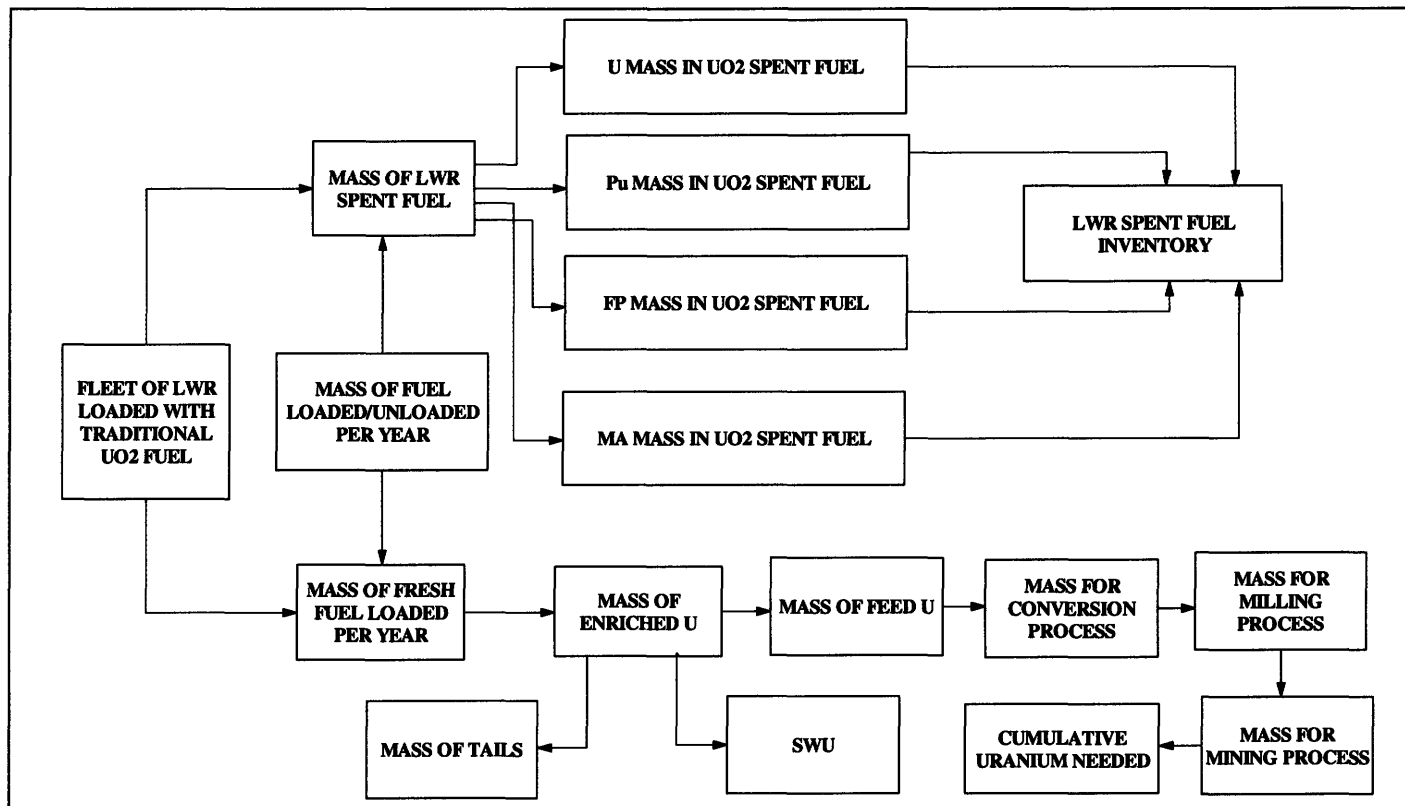 U MASS IN UO2 SPENT FUEL
MASS OF LWR
SPENT FUEL
Pu MASS IN UO2 SPENT FUEL
LWR SPENT FUEL
INVENTORY
FP MASS IN UO2 SPENT FUEL
FLEET OF LWR
LOADED WITH
TRADITIONAL
UO2 FUEL
MASS OF FUEL
LOADED/UNLOADED
PER YEAR
MA MASS IN UO2 SPENT FUEL
MASS OF FRESH
FUEL LOADED
PER YEAR
MASS OF
ENRICHED U
MASS OF FEED U
MASS FOR
CONVERSION
PROCESS
MASS FOR
MILLING
PROCESS
MASS OF TAILS
SWU
CUMULATIVE
URANIUM NEEDED
MASS FOR
MINING PROCESS